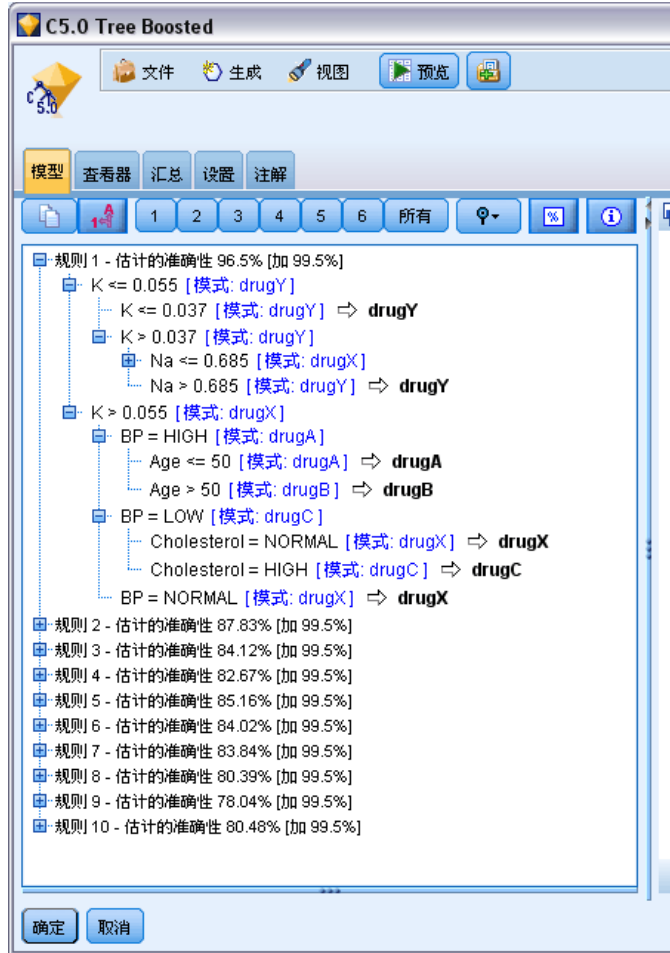 C5.0 Tree Boosted
C 5.0
文件 生成 视图 预览
模型 查看器 汇总 设置 注解
1 2 3 4 5 6 所有 %
规则 1 - 估计的准确性 96.5% [加 99.5%]
K <= 0.055 [模式: drugY]
K <= 0.037 [模式: drugY] ⇨ drugY
K > 0.037 [模式: drugY]
Na <= 0.685 [模式: drugX]
Na > 0.685 [模式: drugY] ⇨ drugY
K > 0.055 [模式: drugX]
BP = HIGH [模式: drugA]
Age <= 50 [模式: drugA] ⇨ drugA
Age > 50 [模式: drugB] ⇨ drugB
BP = LOW [模式: drugC]
Cholesterol = NORMAL [模式: drugX] ⇨ drugX
Cholesterol = HIGH [模式: drugC] ⇨ drugC
BP = NORMAL [模式: drugX] ⇨ drugX
规则 2 - 估计的准确性 87.83% [加 99.5%]
规则 3 - 估计的准确性 84.12% [加 99.5%]
规则 4 - 估计的准确性 82.67% [加 99.5%]
规则 5 - 估计的准确性 85.16% [加 99.5%]
规则 6 - 估计的准确性 84.02% [加 99.5%]
规则 7 - 估计的准确性 83.84% [加 99.5%]
规则 8 - 估计的准确性 80.39% [加 99.5%]
规则 9 - 估计的准确性 78.04% [加 99.5%]
规则 10 - 估计的准确性 80.48% [加 99.5%]
确定 取消